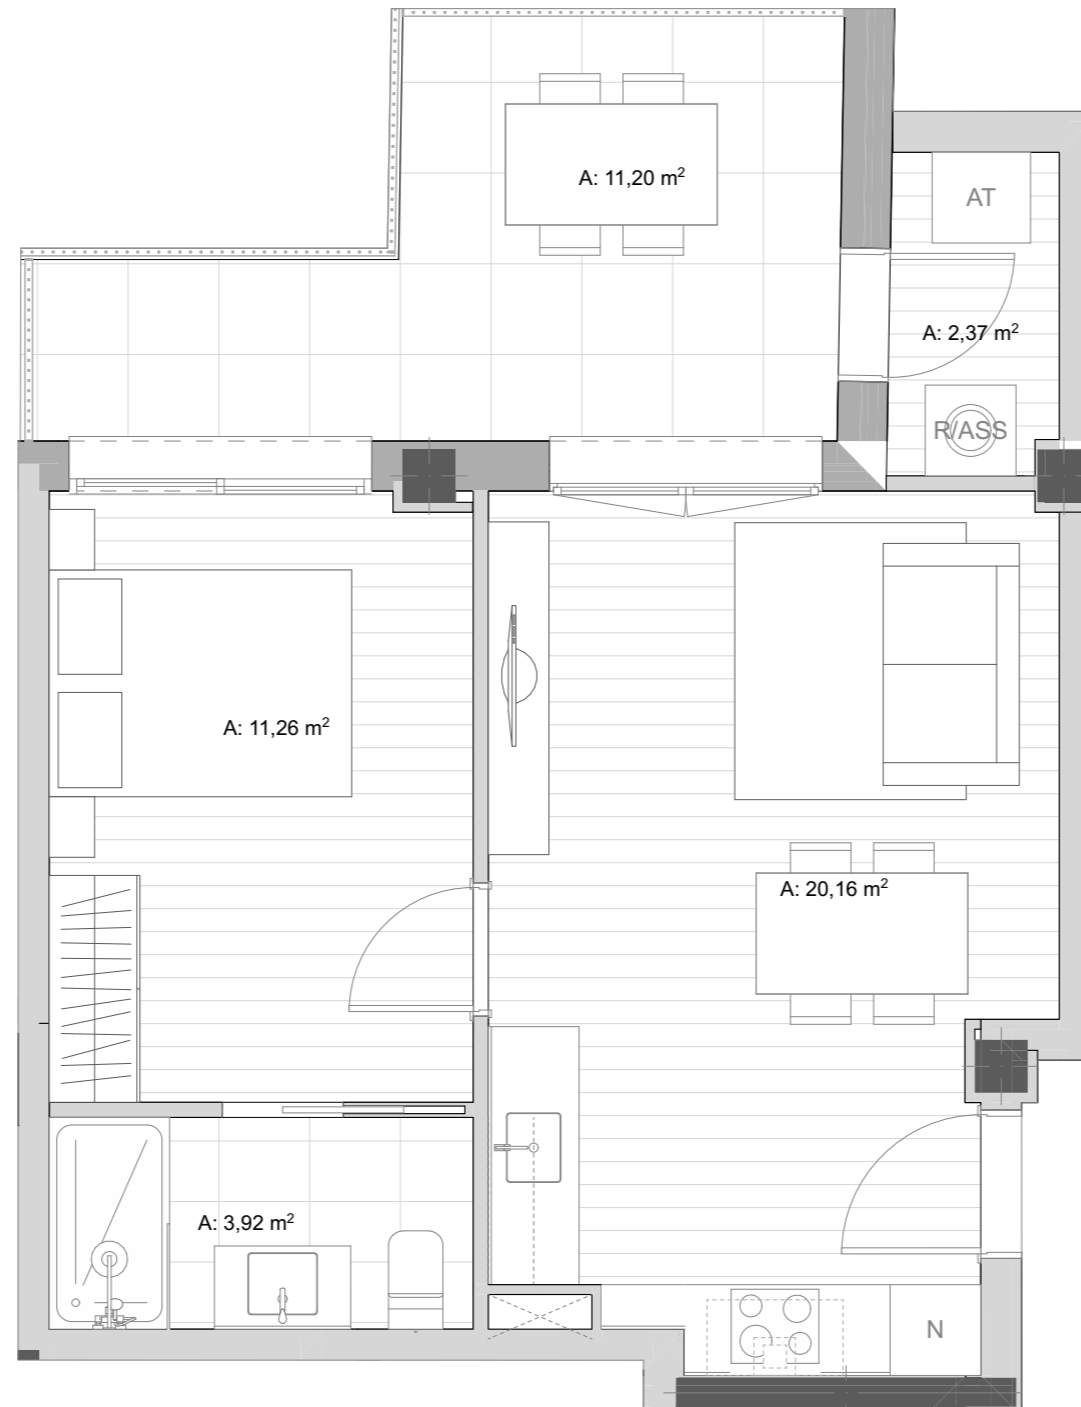 A: 11,20 m²
AT
A: 2,37 m²
R/ASS
A: 11,26 m²
A: 20,16 m²
A: 3,92 m²
N